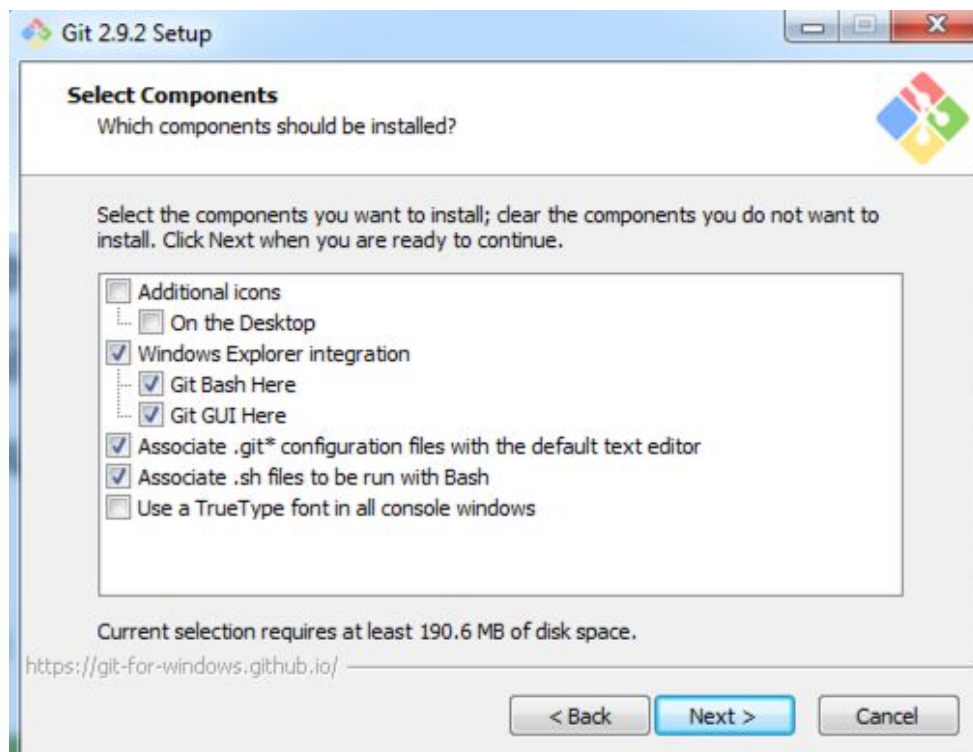 Git 2.9.2 Setup
Select Components
Which components should be installed?
Select the components you want to install; clear the components you do not want to
install. Click Next when you are ready to continue.
Additional icons
On the Desktop
Windows Explorer integration
Git Bash Here
Git GUI Here
Associate .git* configuration files with the default text editor
Associate .sh files to be run with Bash
Use a TrueType font in all console windows
Current selection requires at least 190.6 MB of disk space.
https://git-for-windows.github.io/
< Back Next > Cancel